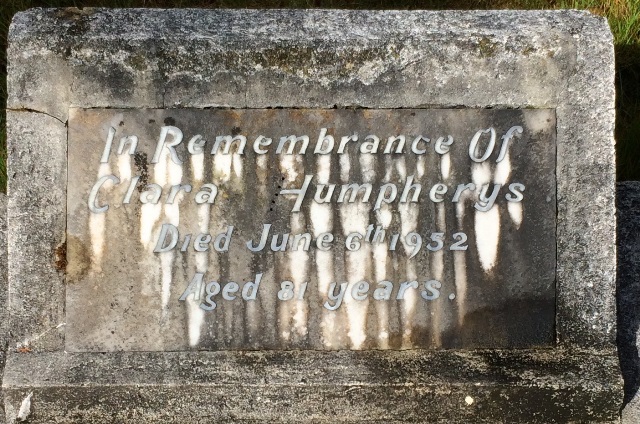 In Remembrance Of
Clara Humpherys
Died June 6th 1952
Aged 81 years.